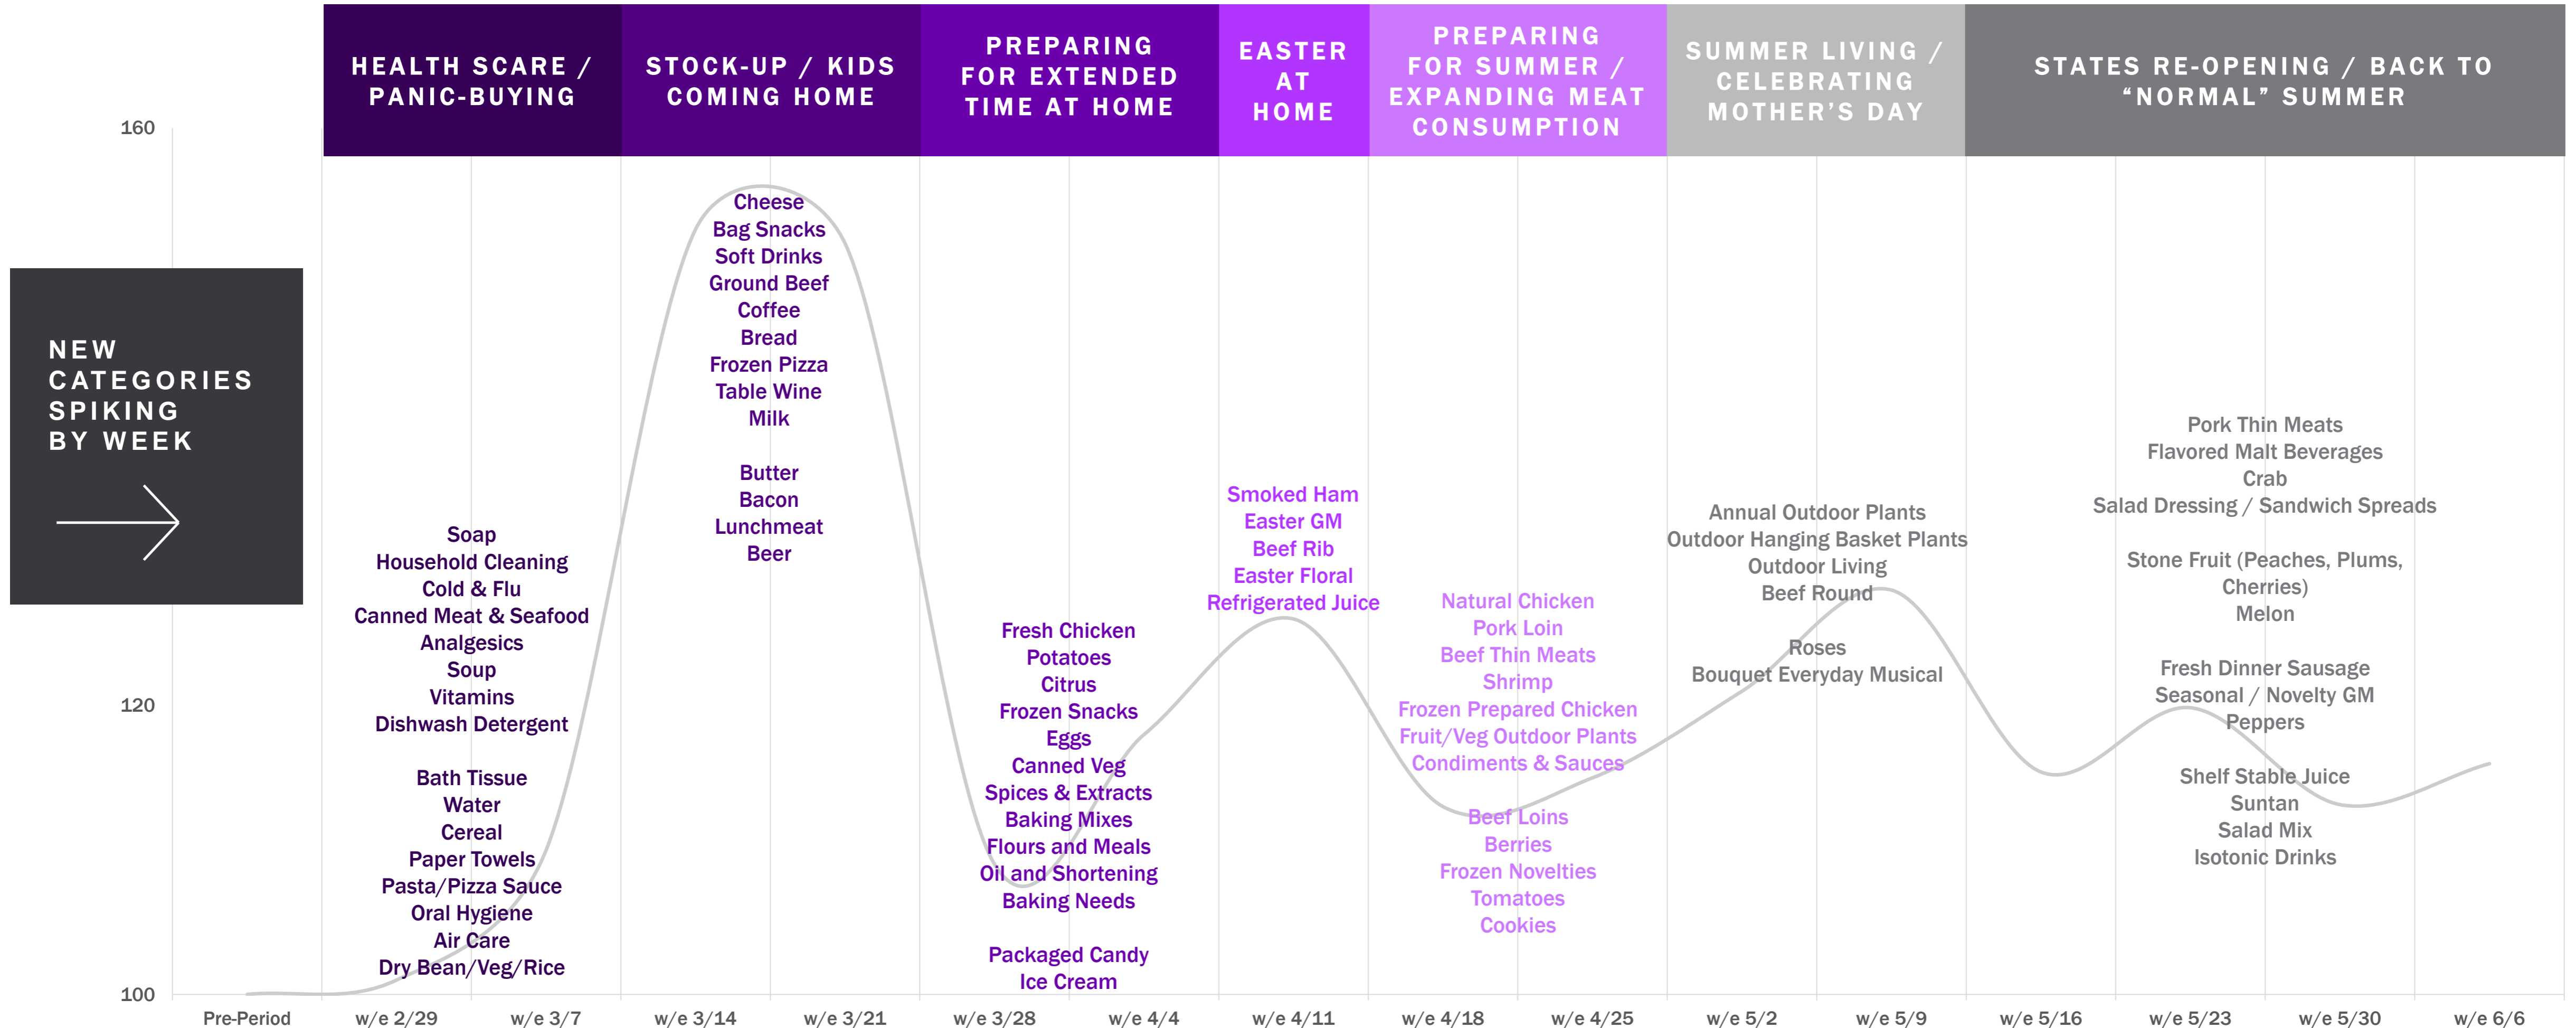 HEALTH SCARE /
PANIC-BUYING
STOCK-UP / KIDS
COMING HOME
PREPARING
FOR EXTENDED
TIME AT HOME
EASTER
AT
HOME
PREPARING
FOR SUMMER /
EXPANDING MEAT
CONSUMPTION
SUMMER LIVING /
CELEBRATING
MOTHER'S DAY
STATES RE-OPENING / BACK TO
“NORMAL” SUMMER
160
120
100
NEW
CATEGORIES
SPIKING
BY WEEK
Soap
Household Cleaning
Cold & Flu
Canned Meat & Seafood
Analgesics
Soup
Vitamins
Dishwash Detergent
Bath Tissue
Water
Cereal
Paper Towels
Pasta/Pizza Sauce
Oral Hygiene
Air Care
Dry Bean/Veg/Rice
Cheese
Bag Snacks
Soft Drinks
Ground Beef
Coffee
Bread
Frozen Pizza
Table Wine
Milk
Butter
Bacon
Lunchmeat
Beer
Fresh Chicken
Potatoes
Citrus
Frozen Snacks
Eggs
Canned Veg
Spices & Extracts
Baking Mixes
Flours and Meals
Oil and Shortening
Baking Needs
Packaged Candy
Ice Cream
Smoked Ham
Easter GM
Beef Rib
Easter Floral
Refrigerated Juice
Natural Chicken
Pork Loin
Beef Thin Meats
Shrimp
Frozen Prepared Chicken
Fruit/Veg Outdoor Plants
Condiments & Sauces
Beef Loins
Berries
Frozen Novelties
Tomatoes
Cookies
Annual Outdoor Plants
Outdoor Hanging Basket Plants
Outdoor Living
Beef Round
Roses
Bouquet Everyday Musical
Pork Thin Meats
Flavored Malt Beverages
Crab
Salad Dressing / Sandwich Spreads
Stone Fruit (Peaches, Plums,
Cherries)
Melon
Fresh Dinner Sausage
Seasonal / Novelty GM
Peppers
Shelf Stable Juice
Suntan
Salad Mix
Isotonic Drinks
Pre-Period
w/e 2/29
w/e 3/7
w/e 3/14
w/e 3/21
w/e 3/28
w/e 4/4
w/e 4/11
w/e 4/18
w/e 4/25
w/e 5/2
w/e 5/9
w/e 5/16
w/e 5/23
w/e 5/30
w/e 6/6